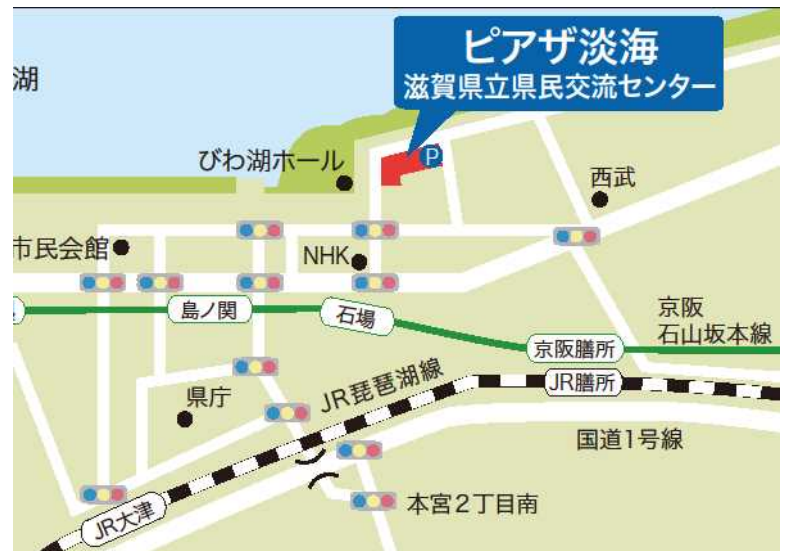 ピアザ淡海
滋賀県立県民交流センター
湖
P
びわ湖ホール
西武
市民会館
NHK
島ノ関
石場
京阪
石山坂本線
京阪膳所
JR琵琶湖線
JR膳所
県庁
国道1号線
本宮2丁目南
JR大津